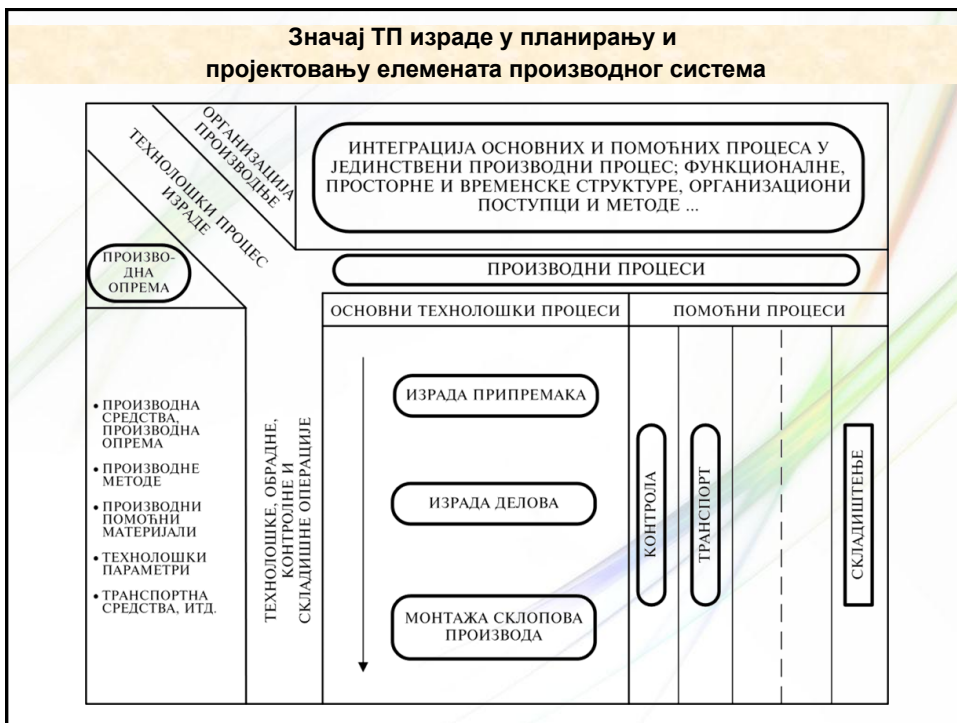 Значај ТП израде у планирању и
пројектовању елемената производног система
ОРГАНИЗАЦИЈА
ПРОИЗВОДЊЕ
ТЕХНОЛОШКИ ПРОЦЕС
ИЗРАДЕ
ПРОИЗВО-
ДНА
ОПРЕМА
ИНТЕГРАЦИЈА ОСНОВНИХ И ПОМОЋНИХ ПРОЦЕСА У
ЈЕДИНСТВЕНИ ПРОИЗВОДНИ ПРОЦЕС; ФУНКЦИОНАЛНЕ,
ПРОСТОРНЕ И ВРЕМЕНСКЕ СТРУКТУРЕ, ОРГАНИЗАЦИОНИ
ПОСТУПЦИ И МЕТОДЕ ...
ПРОИЗВОДНИ ПРОЦЕСИ
ОСНОВНИ ТЕХНОЛОШКИ ПРОЦЕСИ
ПОМОЋНИ ПРОЦЕСИ
• ПРОИЗВОДНА
СРЕДСТВА,
ПРОИЗВОДНА
ОПРЕМА
• ПРОИЗВОДНЕ
МЕТОДЕ
• ПРОИЗВОДНИ
ПОМОЋНИ
МАТЕРИЈАЛИ
• ТЕХНОЛОШКИ
ПАРАМЕТРИ
• ТРАНСПОРТНА
СРЕДСТВА, ИТД.
ТЕХНОЛОШКЕ, ОБРАДНЕ,
КОНТРОЛНЕ И
СКЛАДИШНЕ ОПЕРАЦИЈЕ
ИЗРАДА ПРИПРЕМАКА
ИЗРАДА ДЕЛОВА
МОНТАЖА СКЛОПОВА
ПРОИЗВОДА
КОНТРОЛА
ТРАНСПОРТ
СКЛАДИШТЕЊЕ